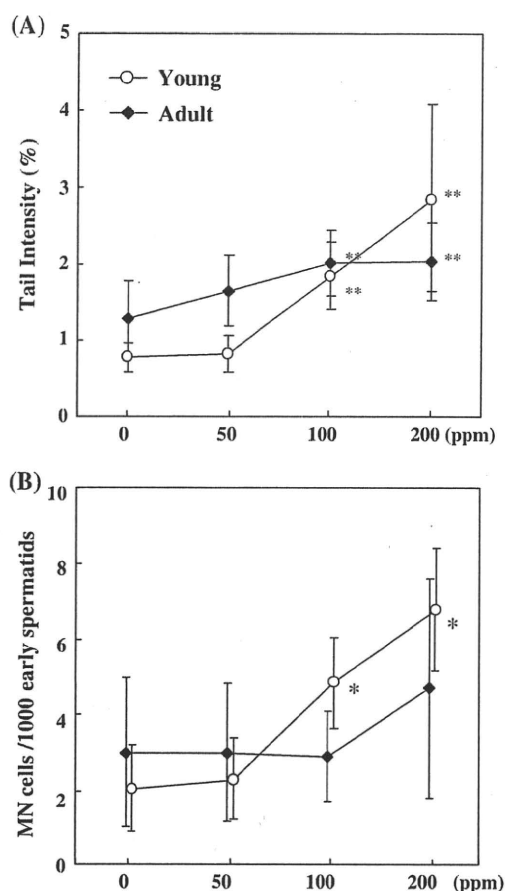 (A)
Tail Intensity (%)
5
4
3
2
1
0
Young
Adult
**
**
**
**
0 50 100 200 (ppm)
(B)
MN cells /1000 early spermatids
10
8
6
4
2
0
*
*
0 50 100 200 (ppm)